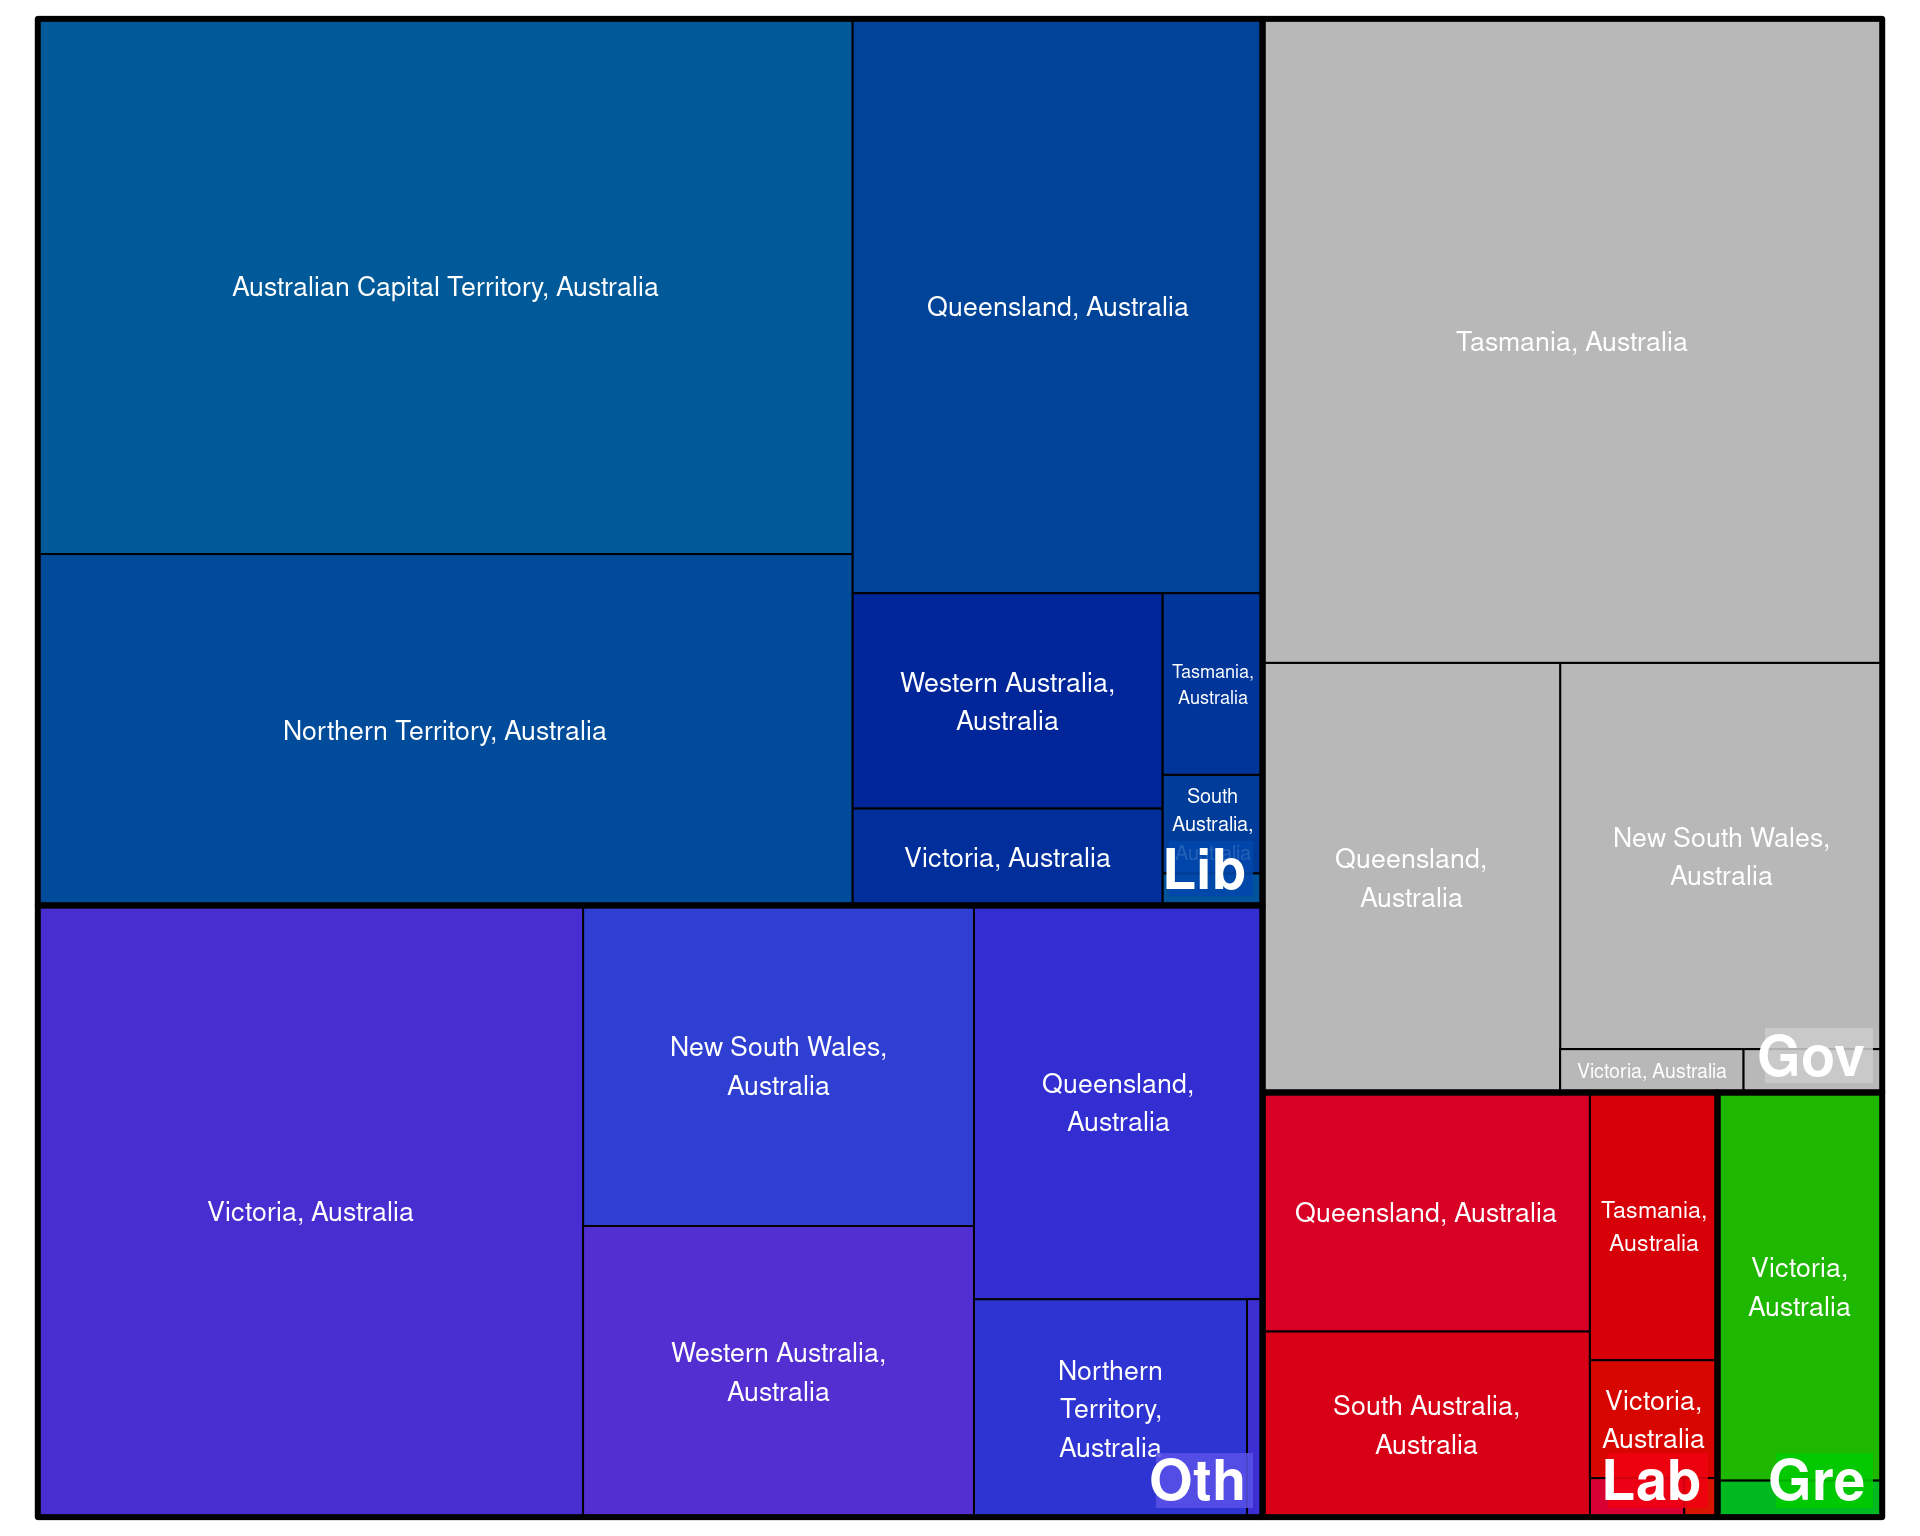 Australian Capital Territory, Australia
Northern Territory, Australia
Queensland, Australia
Western Australia,
Australia
Victoria, Australia
Tasmania,
Australia
South
Australia,
Australia
Lib
Victoria, Australia
New South Wales,
Australia
Western Australia,
Australia
Queensland,
Australia
Northern
Territory,
Australia
Oth
Tasmania, Australia
Queensland,
Australia
New South Wales,
Australia
Victoria, Australia
Gov
Queensland, Australia
South Australia,
Australia
Tasmania,
Australia
Victoria,
Australia
Lab
Victoria,
Australia
Gre